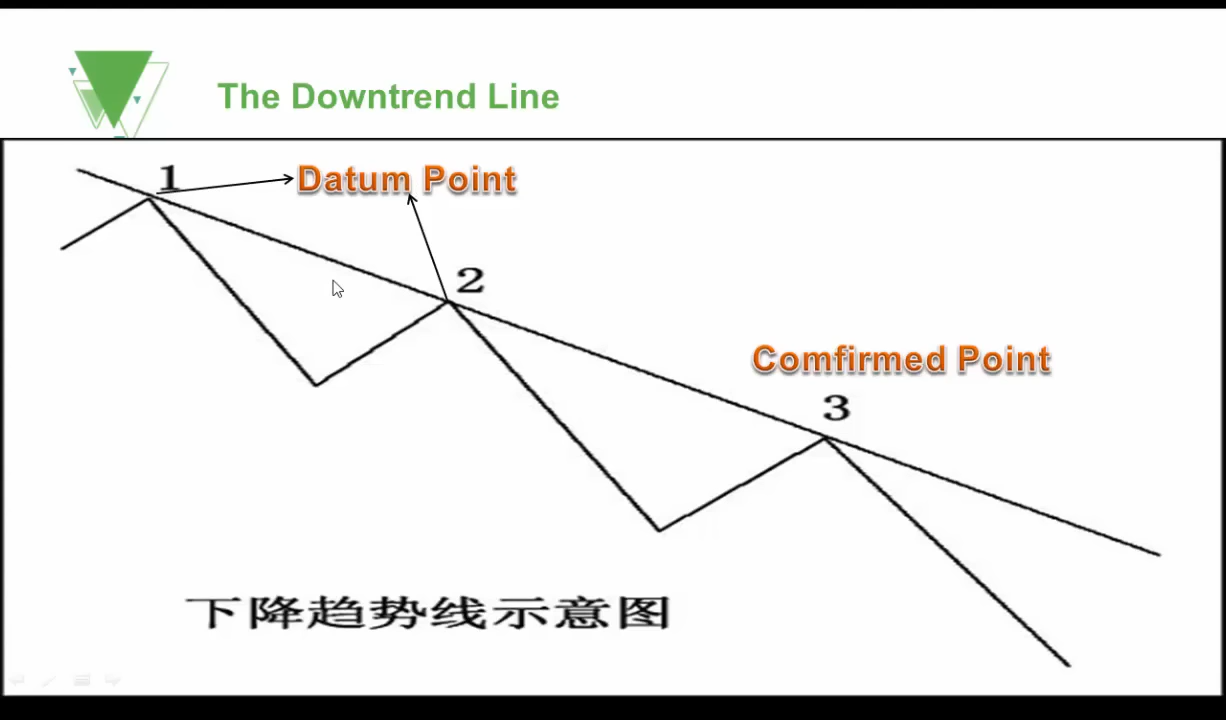 The Downtrend Line
1
Datum Point
2
Comfirmed Point
3
下降趋势线示意图